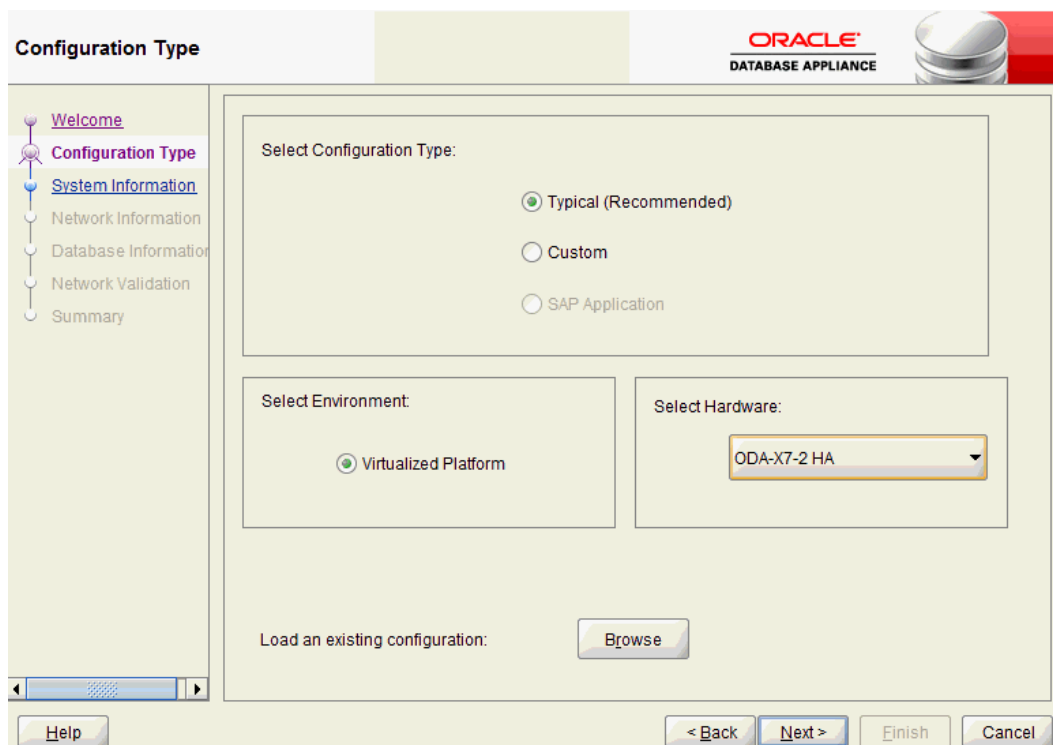 Configuration Type
ORACLE
DATABASE APPLIANCE
Welcome
Configuration Type
System Information
Network Information
Database Information
Network Validation
Summary
Select Configuration Type:
Typical (Recommended)
Custom
SAP Application
Select Environment:
Virtualized Platform
Select Hardware:
ODA-X7-2 HA
Load an existing configuration:
Browse
Help
< Back
Next >
Finish
Cancel